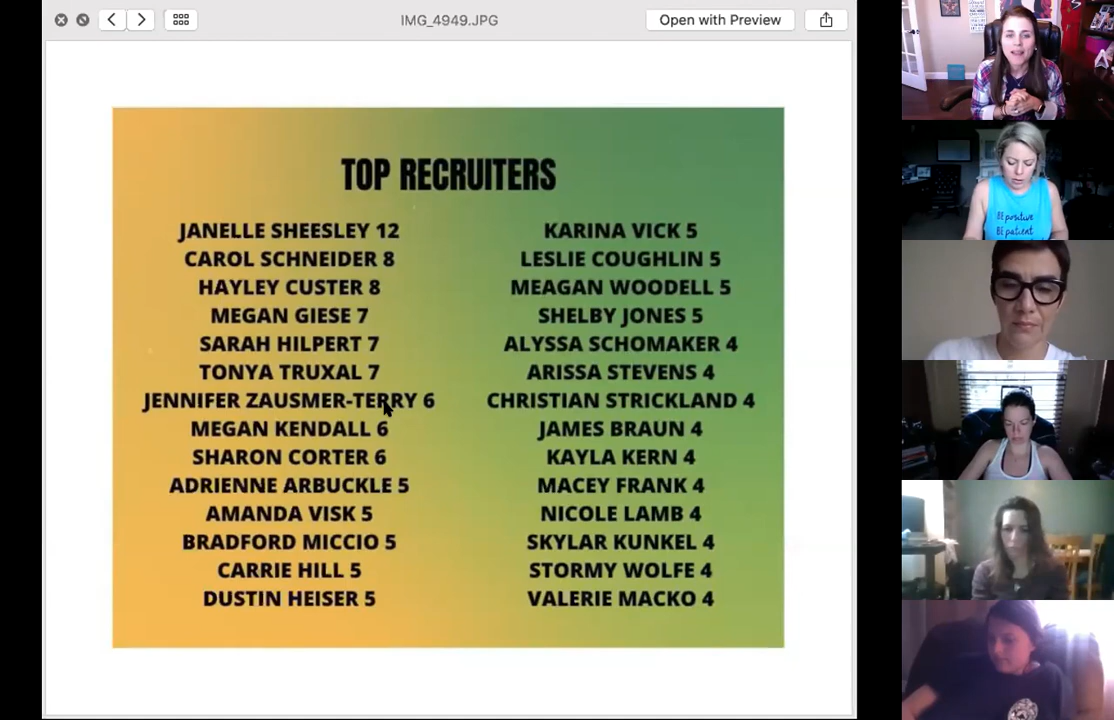 IMG_4949.JPG
Open with Preview
TOP RECRUITERS
JANELLE SHEESLEY 12
CAROL SCHNEIDER 8
HAYLEY CUSTER 8
MEGAN GIESE 7
SARAH HILPERT 7
TONYA TRUXAL 7
JENNIFER ZAUSMER-TERRY 6
MEGAN KENDALL 6
SHARON CORTER 6
ADRIENNE ARBUCKLE 5
AMANDA VISK 5
BRADFORD MICCIO 5
CARRIE HILL 5
DUSTIN HEISER 5
KARINA VICK 5
LESLIE COUGHLIN 5
MEAGAN WOODELL 5
SHELBY JONES 5
ALYSSA SCHOMAKER 4
ARISSA STEVENS 4
CHRISTIAN STRICKLAND 4
JAMES BRAUN 4
KAYLA KERN 4
MACEY FRANK 4
NICOLE LAMB 4
SKYLAR KUNKEL 4
STORMY WOLFE 4
VALERIE MACKO 4
BE positive
BE patient